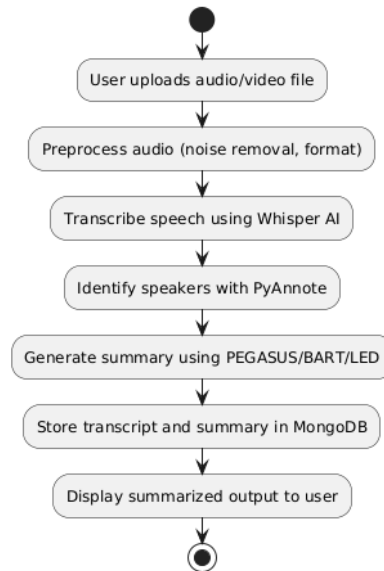 User uploads audio/video file
Preprocess audio (noise removal, format)
Transcribe speech using Whisper AI
Identify speakers with PyAnnote
Generate summary using PEGASUS/BART/LED
Store transcript and summary in MongoDB
Display summarized output to user